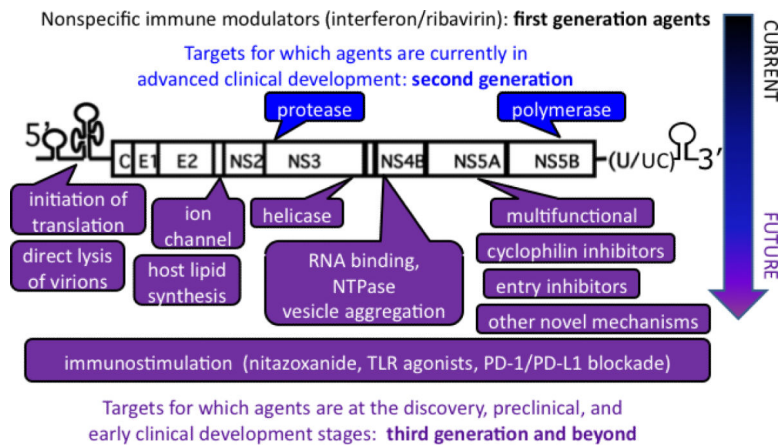 Nonspecific immune modulators (interferon/ribavirin): first generation agents
Targets for which agents are currently in
advanced clinical development: second generation
CURRENT
protease
polymerase
5'
C
E1
E2
NS2
NS3
NS4B
NS5A
NS5B
(U/UC)
3'
initiation of
translation
ion
channel
helicase
multifunctional
FUTURE
direct lysis
of virions
host lipid
synthesis
RNA binding,
NTPase
vesicle aggregation
cyclophilin inhibitors
entry inhibitors
other novel mechanisms
immunostimulation (nitazoxanide, TLR agonists, PD-1/PD-L1 blockade)
Targets for which agents are at the discovery, preclinical, and
early clinical development stages: third generation and beyond